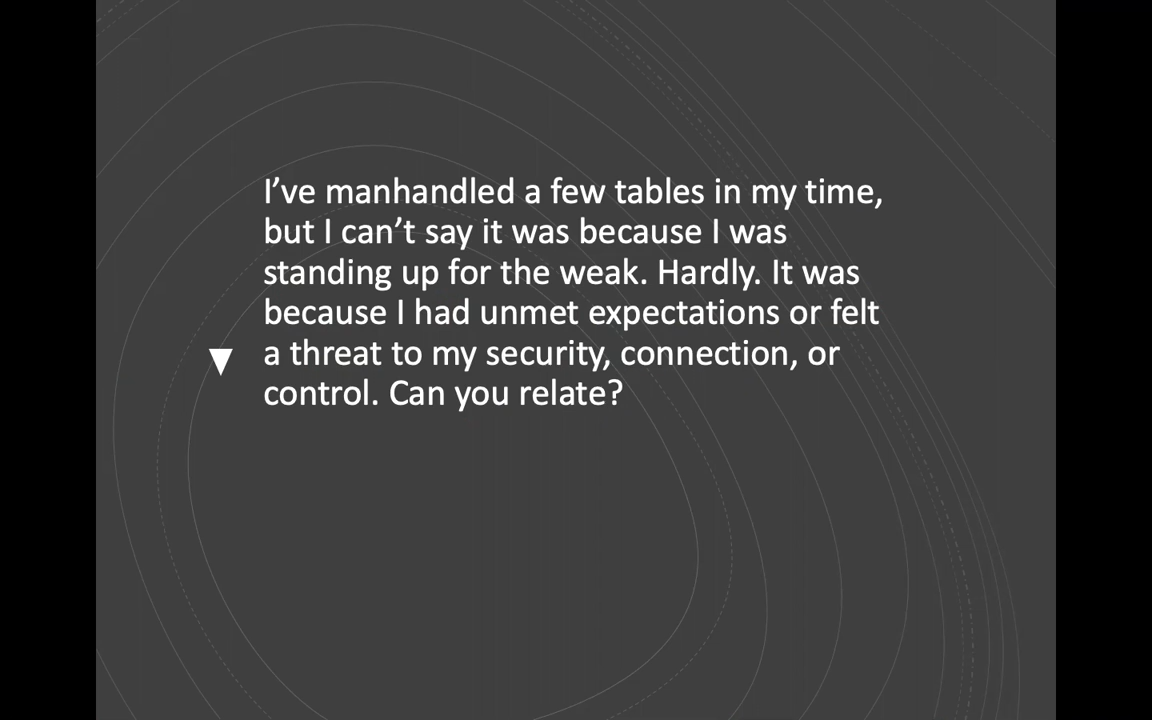 I’ve manhandled a few tables in my time,
but I can’t say it was because I was
standing up for the weak. Hardly. It was
because I had unmet expectations or felt
a threat to my security, connection, or
control. Can you relate?